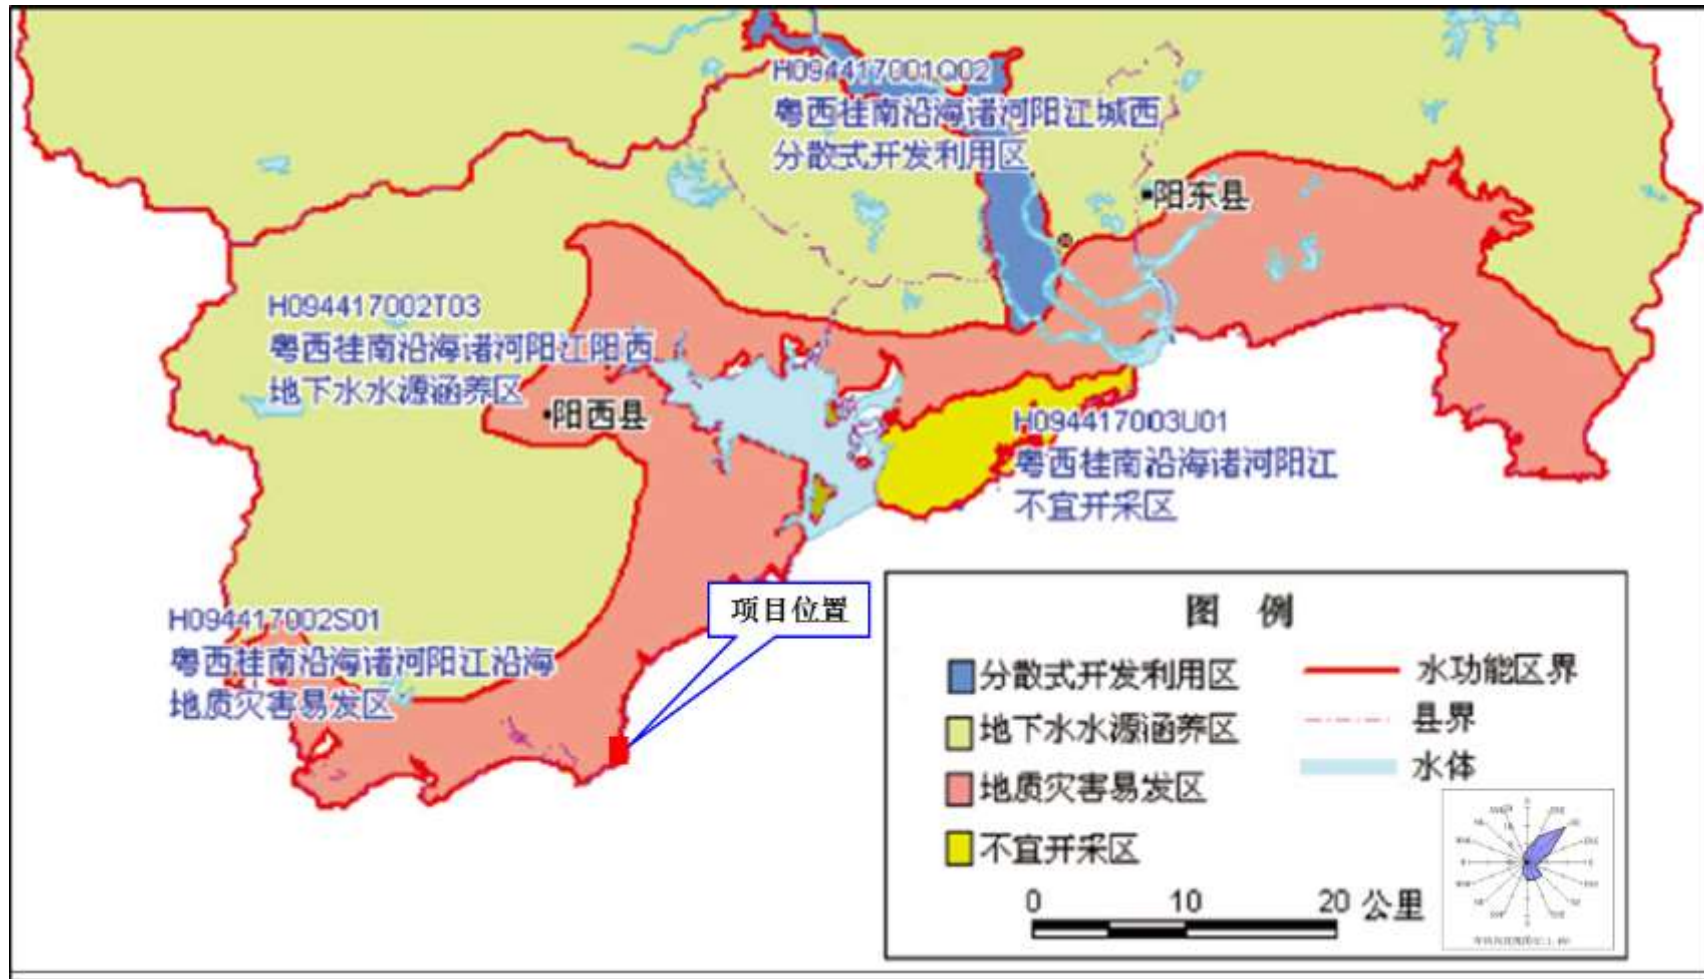 H094417001Q02
粤西桂南沿海诸河阳江城西
分散式开发利用区
阳东县
H094417002T03
粤西桂南沿海诸河阳江阳西
地下水水源涵养区
阳西县
H094417003U01
粤西桂南沿海诸河阳江
不宜开采区
H094417002S01
粤西桂南沿海诸河阳江沿海
地质灾害易发区
项目位置
图 例
分散式开发利用区
地下水水源涵养区
地质灾害易发区
不宜开采区
水功能区界
县界
水体
0 10 20 公里